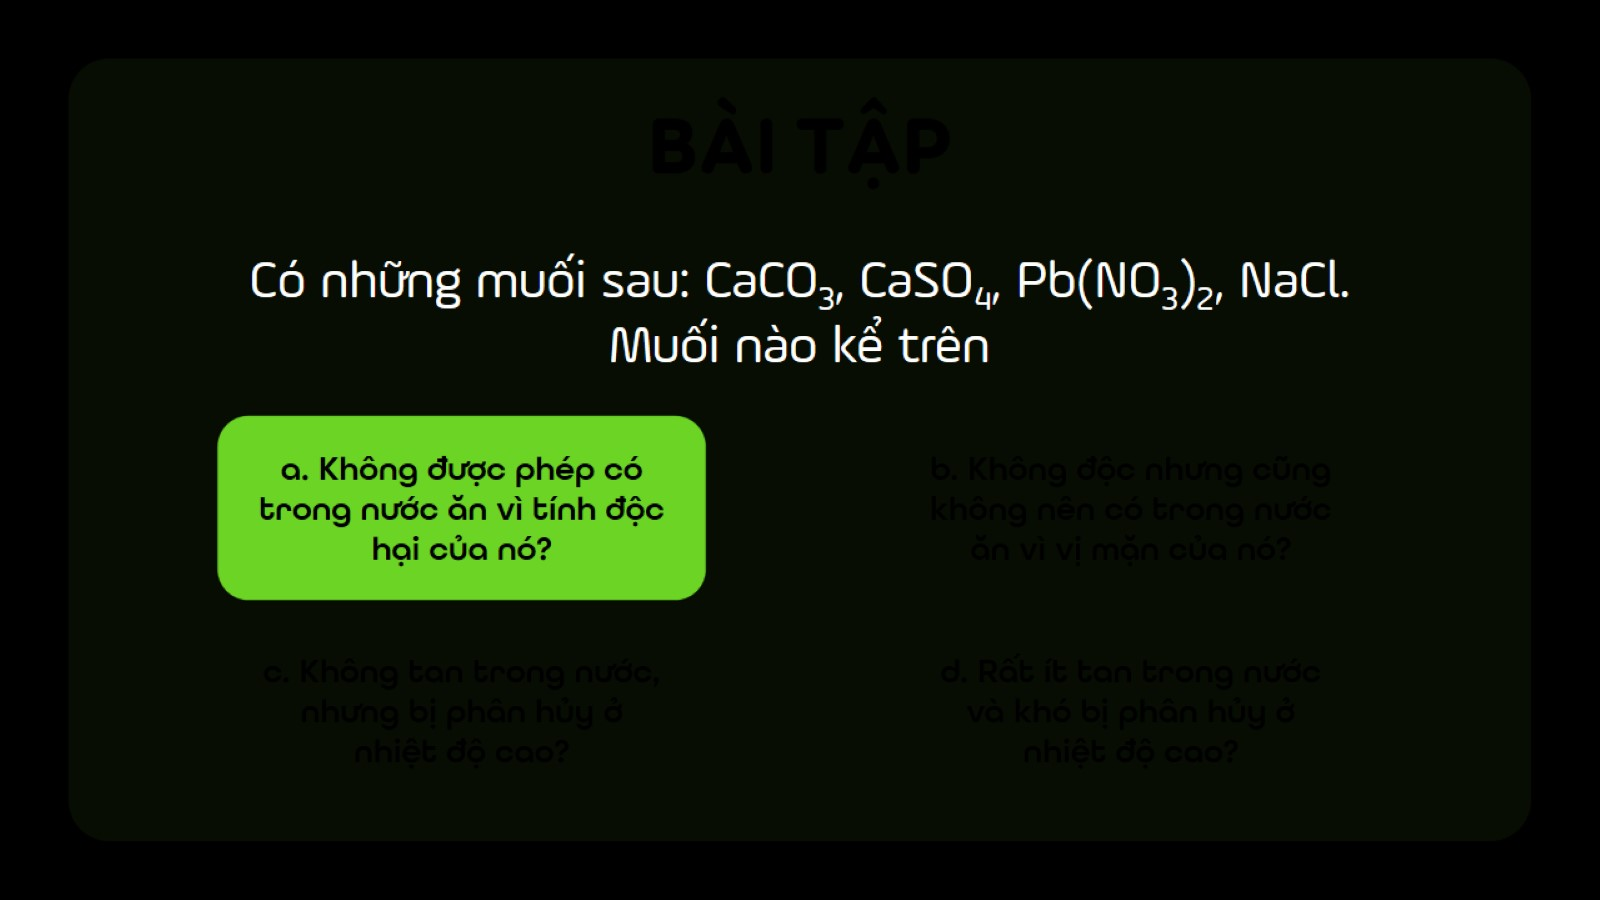 BÀI TẬP
Có những muối sau: CaCO₃, CaSO₄, Pb(NO₃)₂, NaCl.
Muối nào kể trên
a. Không được phép có
trong nước ăn vì tính độc
hại của nó?
b. Không độc nhưng cũng
không nên có trong nước
ăn vì vị mặn của nó?
c. Không tan trong nước,
nhưng bị phân hủy ở
nhiệt độ cao?
d. Rất ít tan trong nước
và khó bị phân hủy ở
nhiệt độ cao?